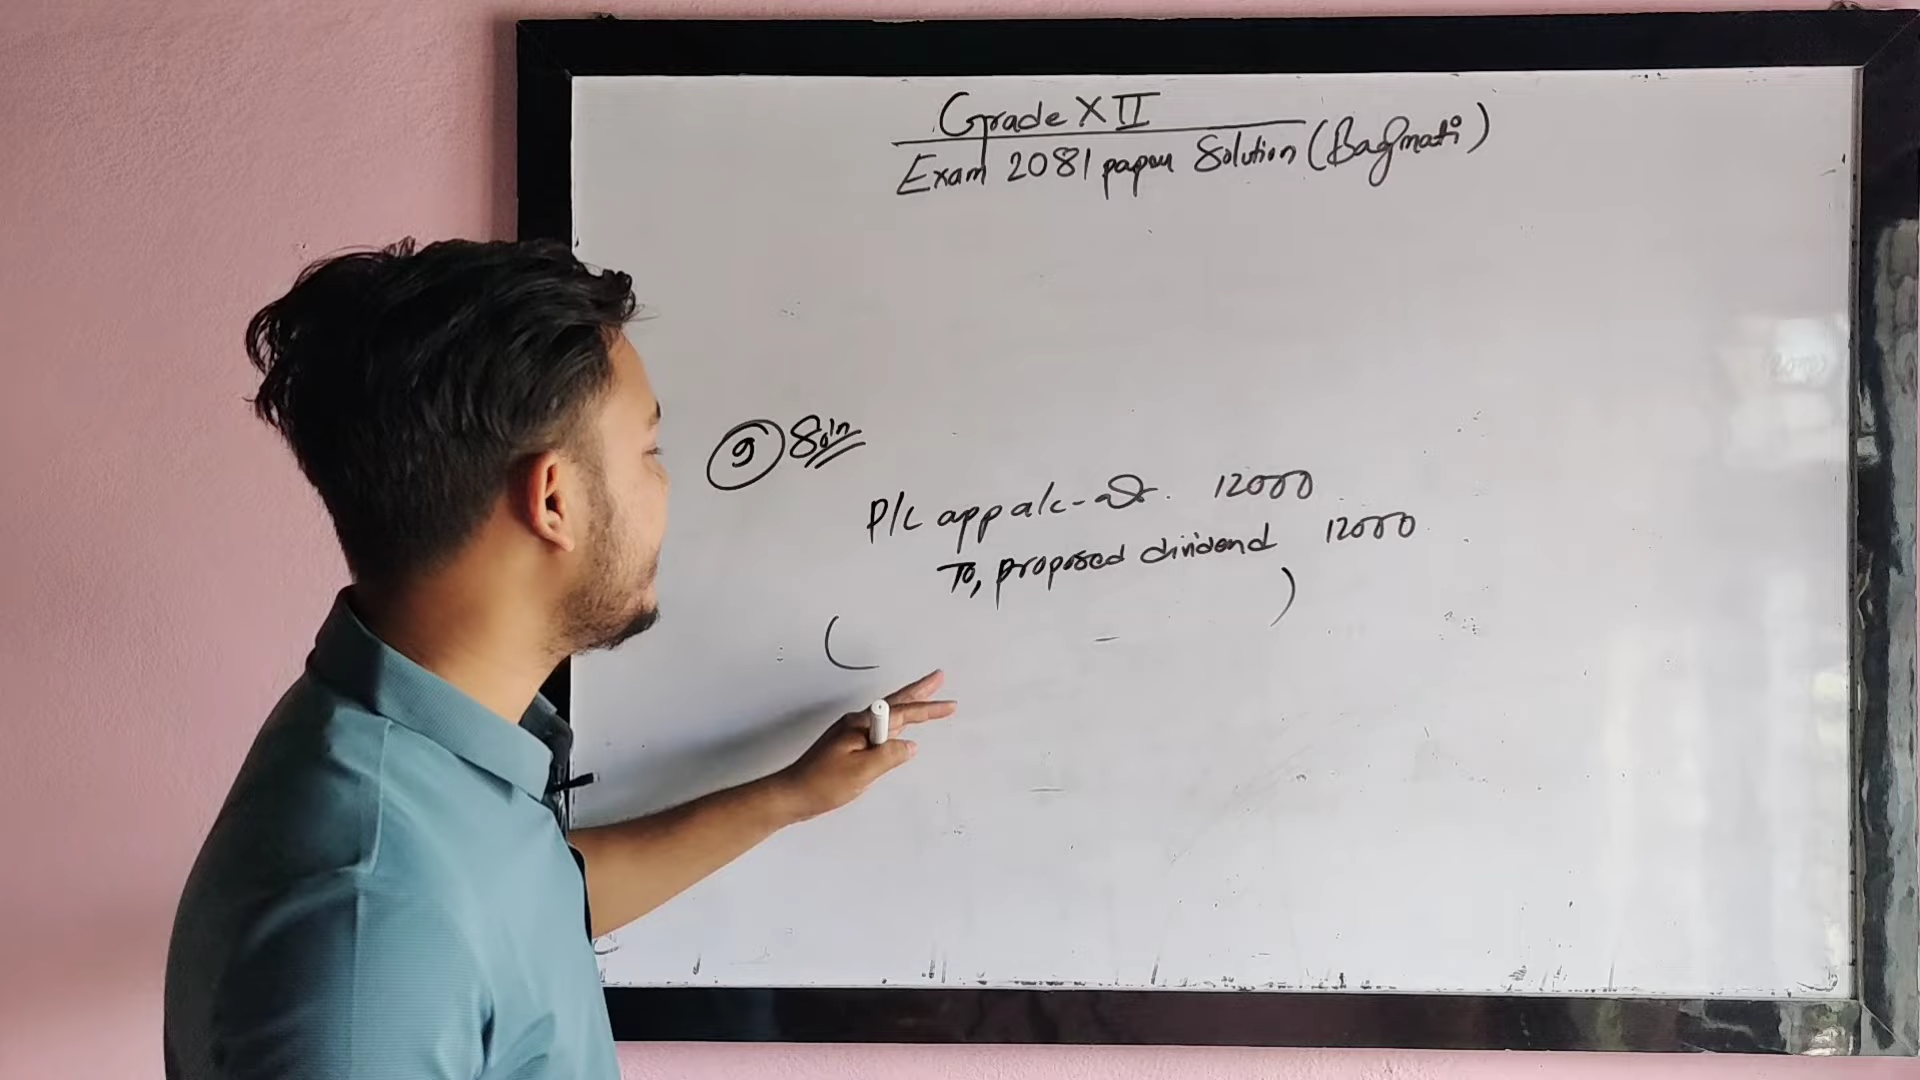 Grade XII
Exam 2081 paper Solution (Bagmati)
9 Soln
P/L app a/c - Dr. 12000
To, proposed dividend 12000
( )